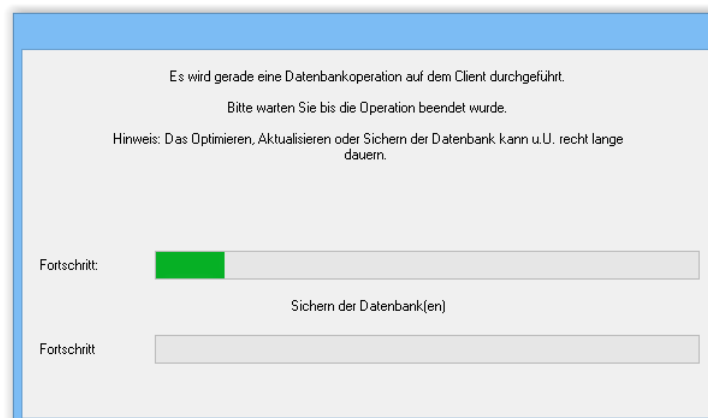 Es wird gerade eine Datenbankoperation auf dem Client durchgeführt.
Bitte warten Sie bis die Operation beendet wurde.
Hinweis: Das Optimieren, Aktualisieren oder Sichern der Datenbank kann u.U. recht lange
dauern.
Fortschritt:
Sichern der Datenbank(en)
Fortschritt